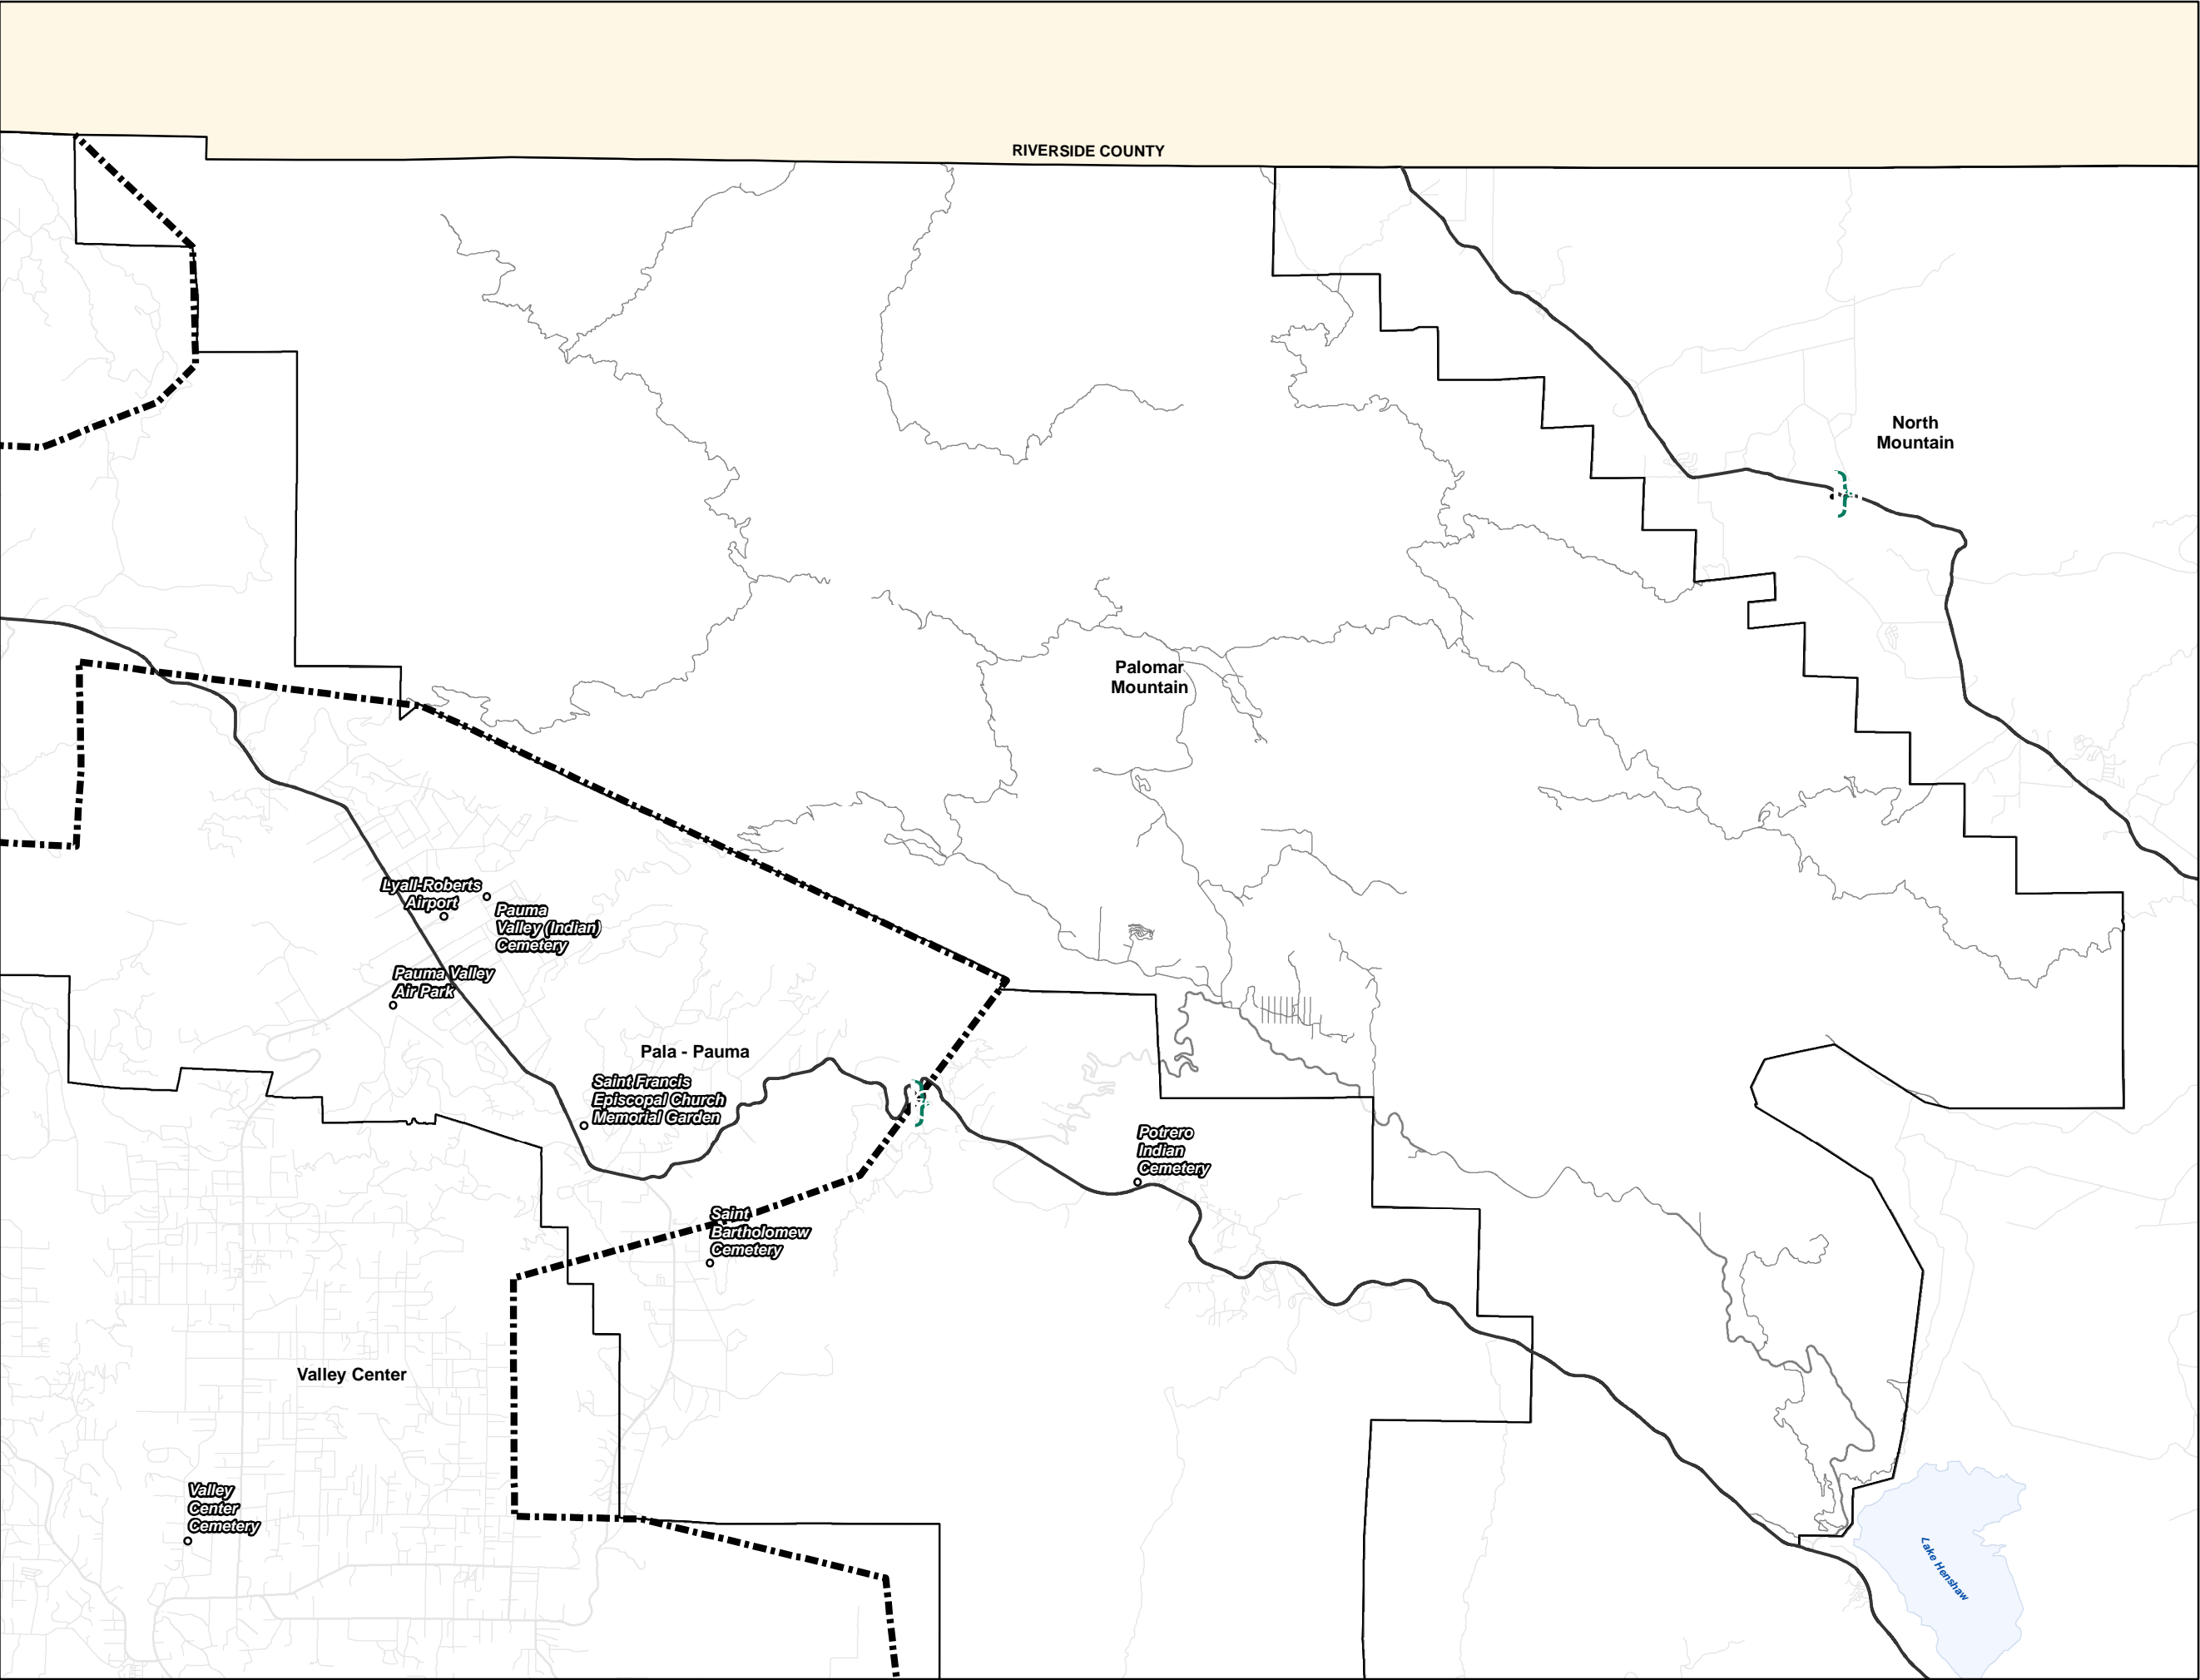 RIVERSIDE COUNTY
North
Mountain
Palomar
Mountain
Lyall-Roberts
Airport
Pauma
Valley (Indian)
Cemetery
Pauma Valley
Air Park
Pala - Pauma
Saint Francis
Episcopal Church
Memorial Garden
Potrero
Indian
Cemetery
Saint
Bartholomew
Cemetery
Valley Center
Valley
Center
Cemetery
Lake Henshaw